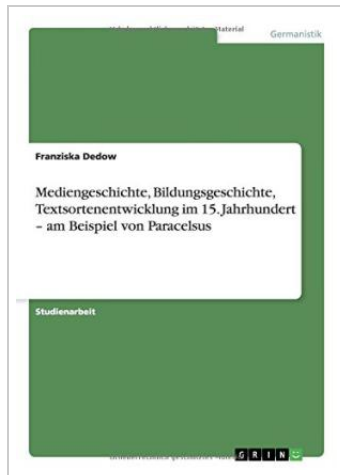 Germanistik
Franziska Dedow
Mediengeschichte, Bildungsgeschichte,
Textsortenentwicklung im 15. Jahrhundert
– am Beispiel von Paracelsus
Studienarbeit
GRIN